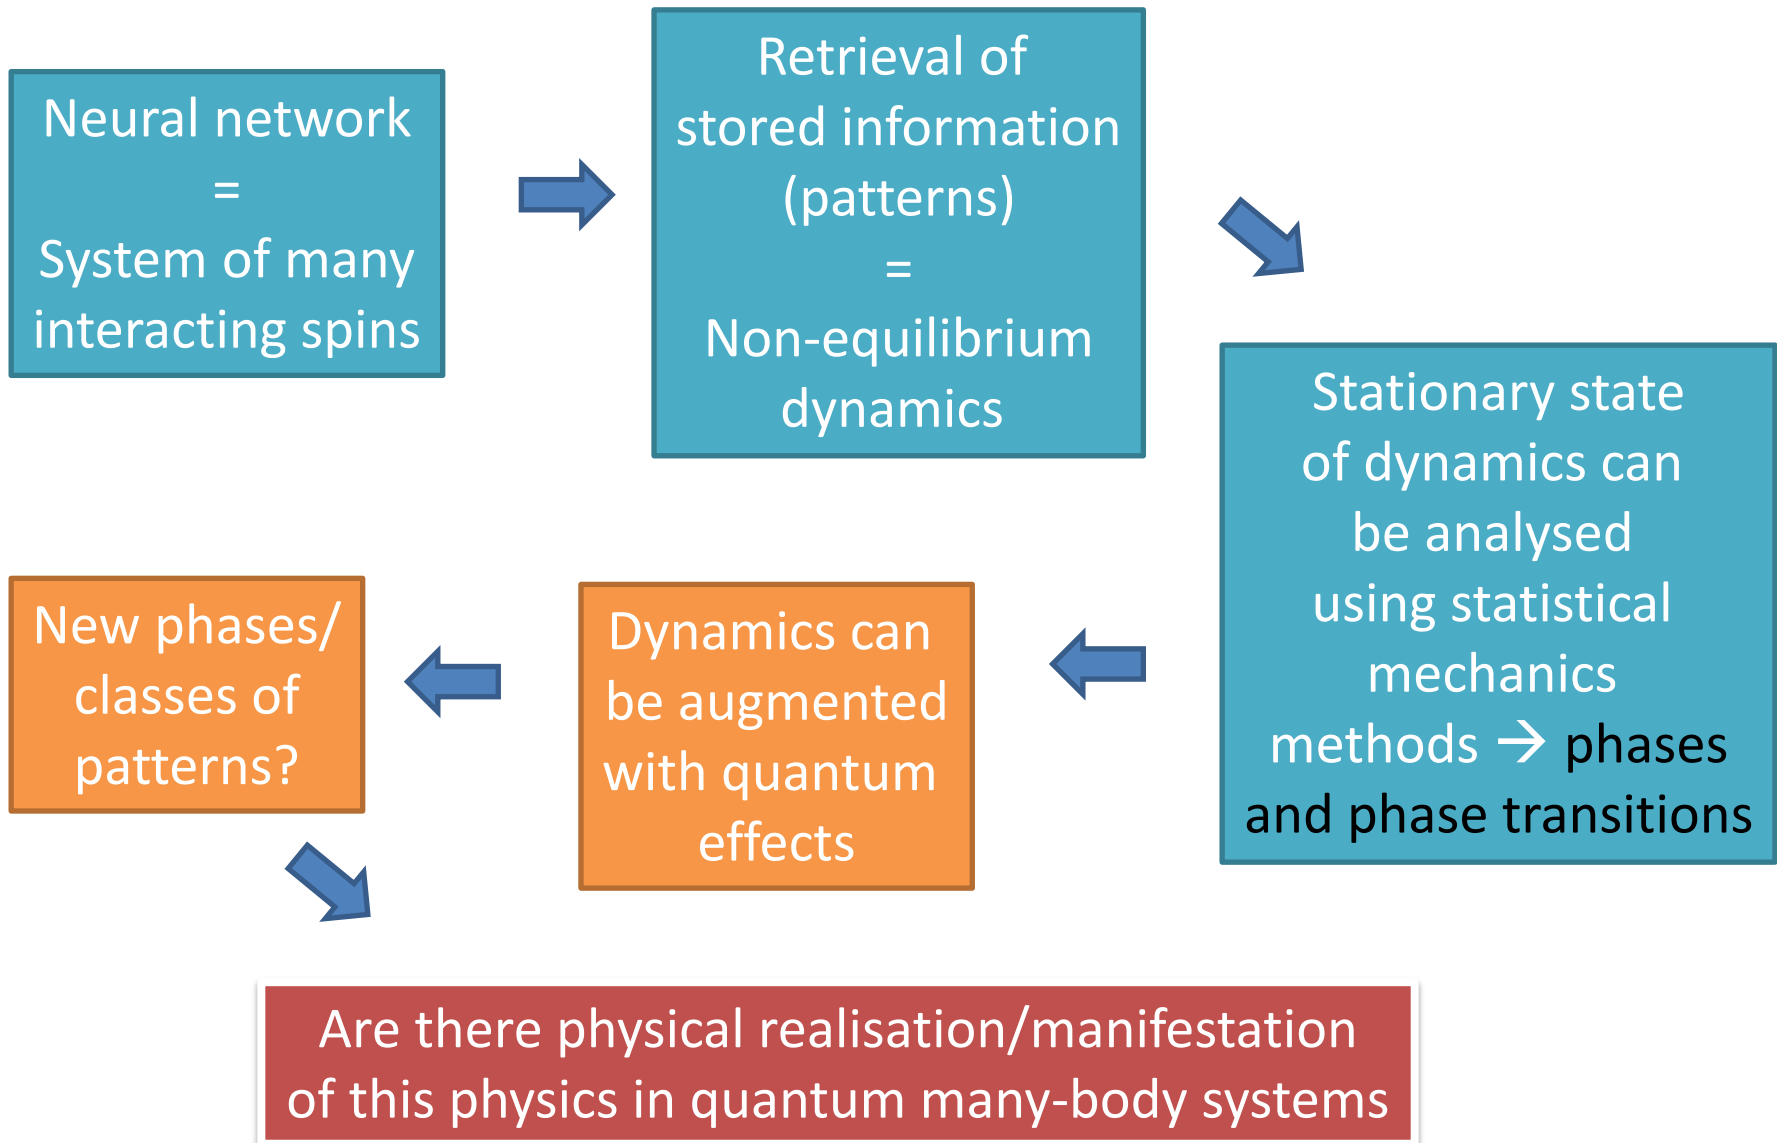 Neural network
=
System of many
interacting spins
Retrieval of
stored information
(patterns)
=
Non-equilibrium
dynamics
Stationary state
of dynamics can
be analysed
using statistical
mechanics
methods → phases
and phase transitions
Dynamics can
be augmented
with quantum
effects
New phases/
classes of
patterns?
Are there physical realisation/manifestation
of this physics in quantum many-body systems